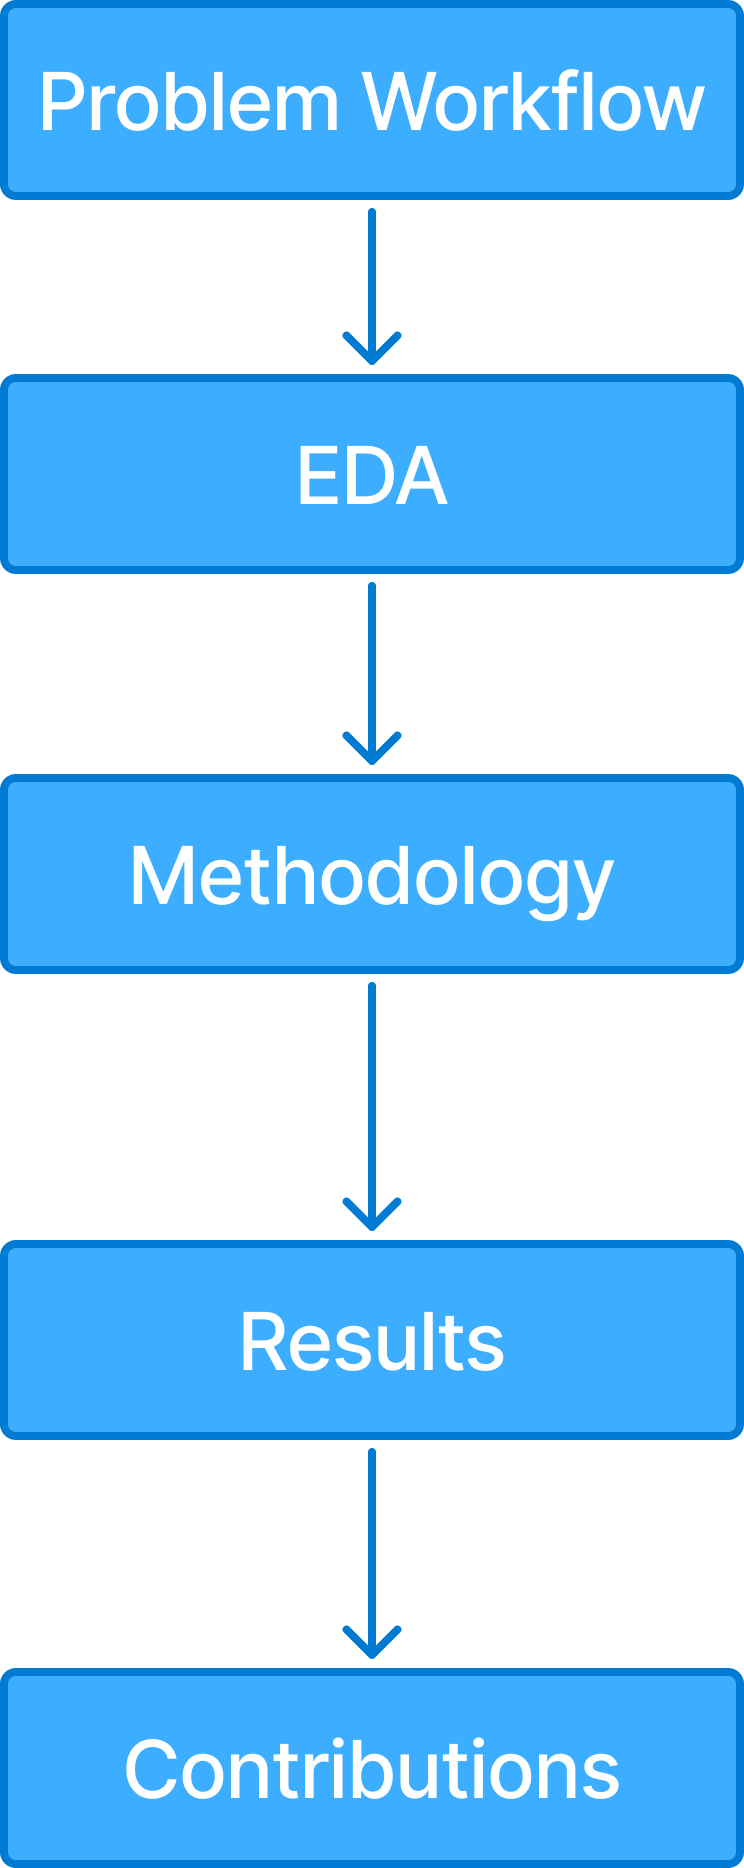 Problem Workflow
EDA
Methodology
Results
Contributions